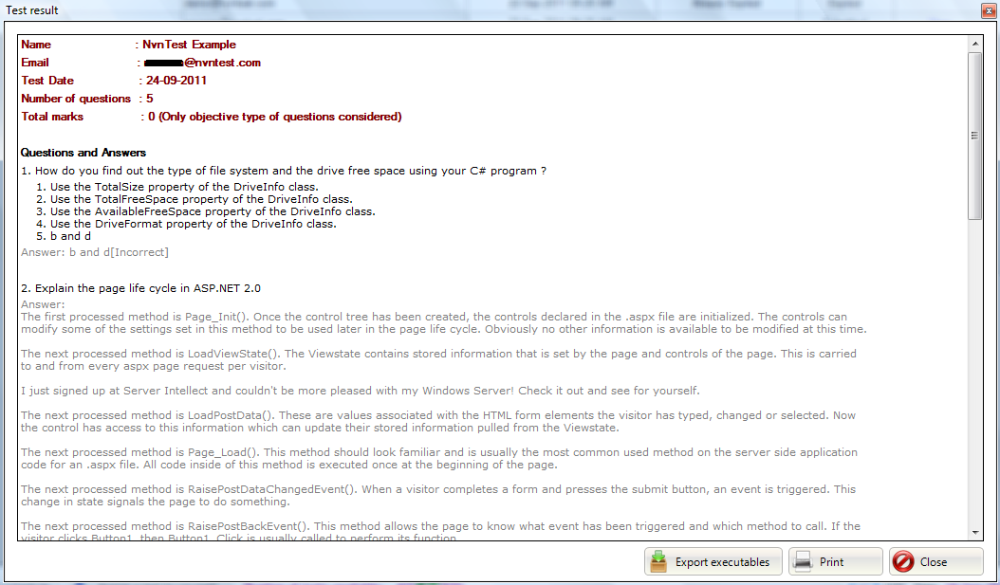 Test result
Name : NvnTest Example
Email : @nvntest.com
Test Date : 24-09-2011
Number of questions : 5
Total marks : 0 (Only objective type of questions considered)
Questions and Answers
1. How do you find out the type of file system and the drive free space using your C# program ?
1. Use the TotalSize property of the DriveInfo class.
2. Use the TotalFreeSpace property of the DriveInfo class.
3. Use the AvailableFreeSpace property of the DriveInfo class.
4. Use the DriveFormat property of the DriveInfo class.
5. b and d
Answer: b and d[Incorrect]
2. Explain the page life cycle in ASP.NET 2.0
Answer:
The first processed method is Page_Init(). Once the control tree has been created, the controls declared in the .aspx file are initialized. The controls can
modify some of the settings set in this method to be used later in the page life cycle. Obviously no other information is available to be modified at this time.
The next processed method is LoadViewState(). The Viewstate contains stored information that is set by the page and controls of the page. This is carried
to and from every aspx page request per visitor.
I just signed up at Server Intellect and couldn't be more pleased with my Windows Server! Check it out and see for yourself.
The next processed method is LoadPostData(). These are values associated with the HTML form elements the visitor has typed, changed or selected. Now
the control has access to this information which can update their stored information pulled from the Viewstate.
The next processed method is Page_Load(). This method should look familiar and is usually the most common used method on the server side application
code for an .aspx file. All code inside of this method is executed once at the beginning of the page.
The next processed method is RaisePostDataChangedEvent(). When a visitor completes a form and presses the submit button, an event is triggered. This
change in state signals the page to do something.
The next processed method is RaisePostBackEvent(). This method allows the page to know what event has been triggered and which method to call. If the
visitor clicks Button1, then Button1_Click is usually called to perform its function.
Export executables
Print
Close